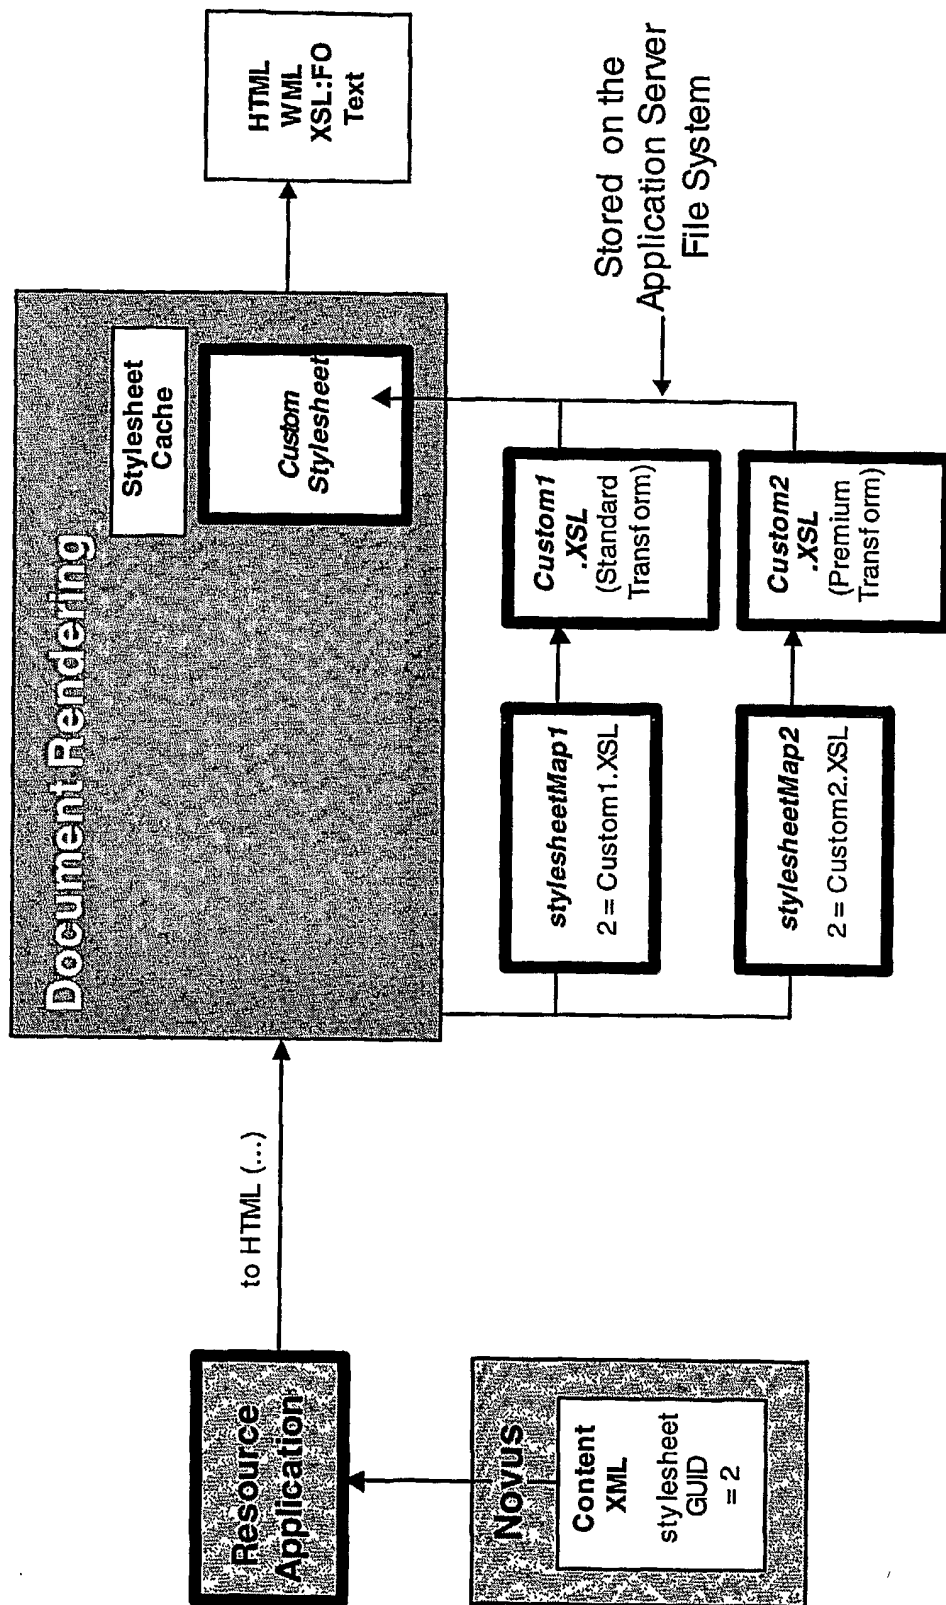 Resource
Application
Novus
Content
XML
stylesheet
GUID
= 2
to HTML (...)
Document Rendering
Stylesheet
Cache
Custom
Stylesheet
HTML
WML
XSL:FO
Text
stylesheetMap1
2 = Custom1.XSL
Custom1
.XSL
(Standard
Transform)
stylesheetMap2
2 = Custom2.XSL
Custom2
.XSL
(Premium
Transform)
Stored on the
Application Server
File System